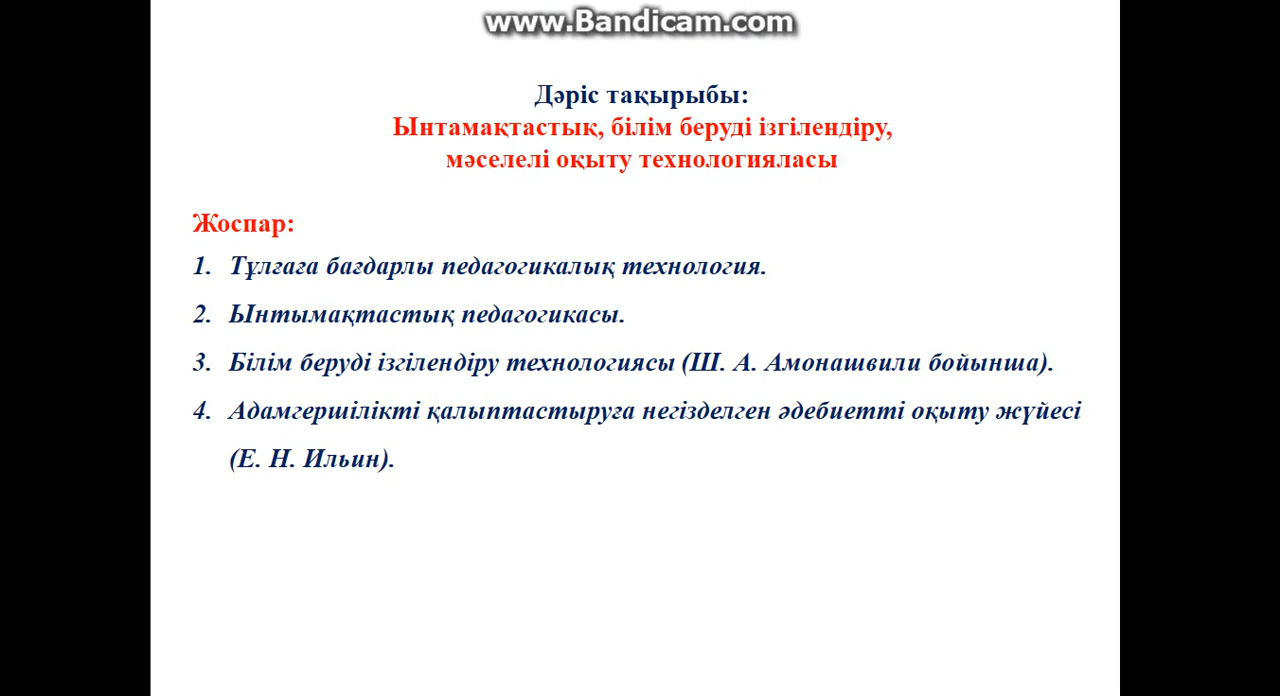 www.Bandicam.com
Дәріс тақырыбы:
Ынтамақтастық, білім беруді ізгілендіру,
мәселелі оқыту технологияласы
Жоспар:
1. Тұлғаға бағдарлы педагогикалық технология.
2. Ынтымақтастық педагогикасы.
3. Білім беруді ізгілендіру технологиясы (Ш. А. Амонашвили бойынша).
4. Адамгершілікті қалыптастыруға негізделген әдебиетті оқыту жүйесі
(Е. Н. Ильин).